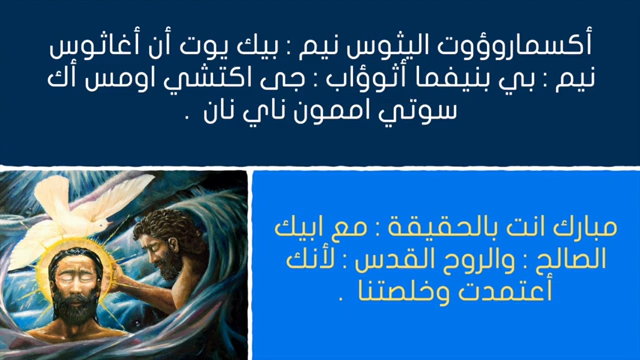 أكسماروؤوت اليثوس نيم : بيك يوت أن أغاثوس
نيم : بي بنيفما أثوؤاب : جى اكتشي اومس أك
سوتي اممون ناي نان .
مبارك انت بالحقيقة : مع ابيك
الصالح : والروح القدس : لأنك
أعتمدت وخلصتنا .